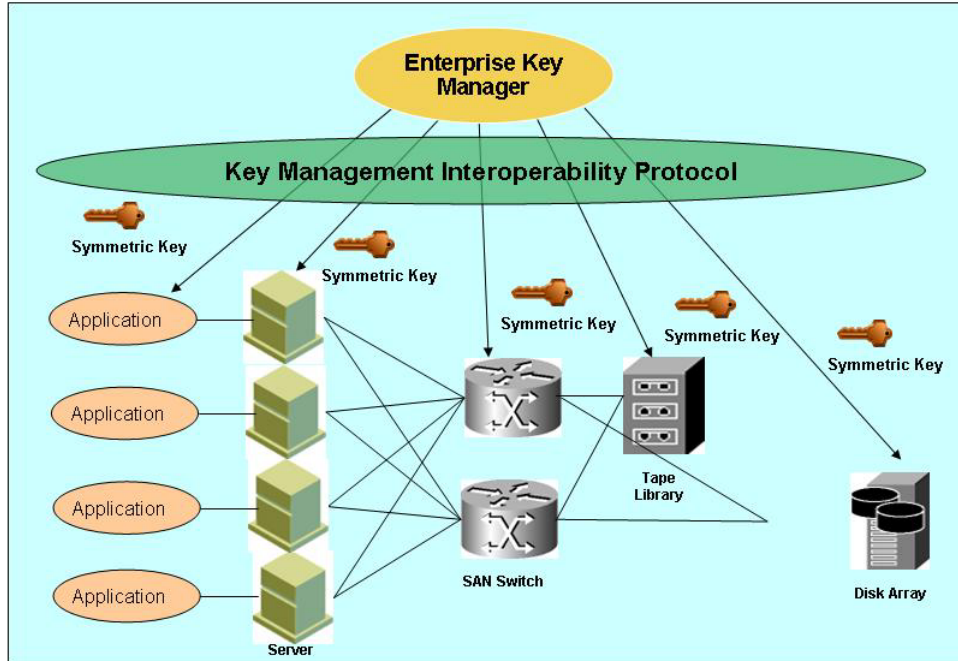 Enterprise Key
Manager
Key Management Interoperability Protocol
Symmetric Key
Symmetric Key
Symmetric Key
Symmetric Key
Symmetric Key
Application
Application
Application
Application
Tape
Library
SAN Switch
Disk Array
Server